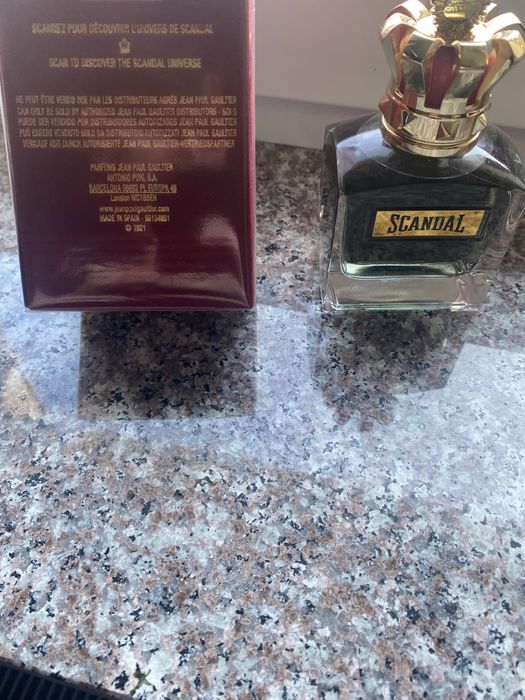 SCANNEZ POUR DÉCOUVRIR L'UNIVERS DE SCANDAL
SCAN TO DISCOVER THE SCANDAL UNIVERSE
NE PEUT ÊTRE VENDU QUE PAR LES DISTRIBUTEURS AGRÉÉS JEAN PAUL GAULTIER
CAN ONLY BE SOLD BY AUTHORIZED JEAN PAUL GAULTIER DISTRIBUTORS - SÓLO
PUEDE SER VENDIDO POR DISTRIBUIDORES AUTORIZADOS JEAN PAUL GAULTIER
PUÒ ESSERE VENDUTO SOLO DA DISTRIBUTORI AUTORIZZATI JEAN PAUL GAULTIER
VERKAUF NUR DURCH AUTORISIERTE JEAN PAUL GAULTIER-VERTRIEBSPARTNER
PARFUMS JEAN PAUL GAULTIER
ANTONIO PUIG, S.A.
BARCELONA 08902 PL EUROPA 46
London WC1B5EH
www.jeanpaulgaultier.com
MADE IN SPAIN - 65154851
© 2021
SCANDAL